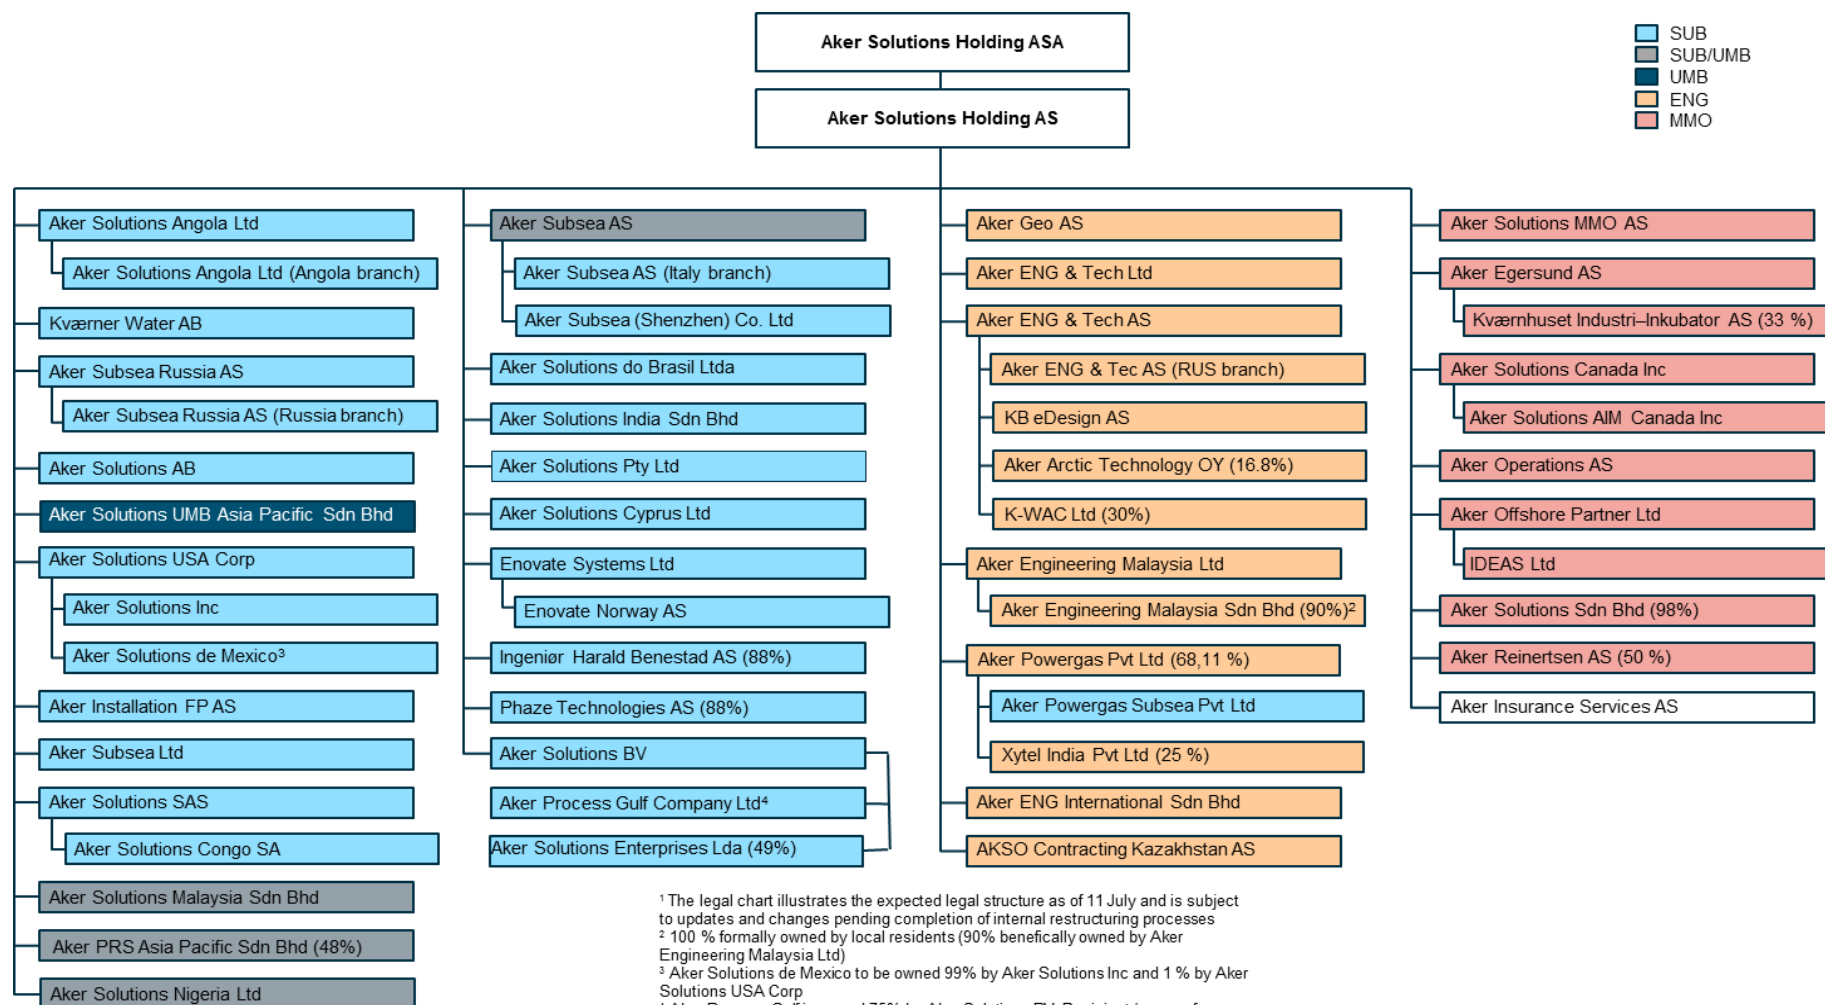 Aker Solutions Holding ASA
Aker Solutions Holding AS
SUB
SUB/UMB
UMB
ENG
MMO
Aker Solutions Angola Ltd
Aker Solutions Angola Ltd (Angola branch)
Kværner Water AB
Aker Subsea Russia AS
Aker Subsea Russia AS (Russia branch)
Aker Solutions AB
Aker Solutions UMB Asia Pacific Sdn Bhd
Aker Solutions USA Corp
Aker Solutions Inc
Aker Solutions de Mexico³
Aker Installation FP AS
Aker Subsea Ltd
Aker Solutions SAS
Aker Solutions Congo SA
Aker Solutions Malaysia Sdn Bhd
Aker PRS Asia Pacific Sdn Bhd (48%)
Aker Solutions Nigeria Ltd
Aker Subsea AS
Aker Subsea AS (Italy branch)
Aker Subsea (Shenzhen) Co. Ltd
Aker Solutions do Brasil Ltda
Aker Solutions India Sdn Bhd
Aker Solutions Pty Ltd
Aker Solutions Cyprus Ltd
Enovate Systems Ltd
Enovate Norway AS
Ingeniør Harald Benestad AS (88%)
Phaze Technologies AS (88%)
Aker Solutions BV
Aker Process Gulf Company Ltd⁴
Aker Solutions Enterprises Lda (49%)
Aker Geo AS
Aker ENG & Tech Ltd
Aker ENG & Tech AS
Aker ENG & Tec AS (RUS branch)
KB eDesign AS
Aker Arctic Technology OY (16.8%)
K-WAC Ltd (30%)
Aker Engineering Malaysia Ltd
Aker Engineering Malaysia Sdn Bhd (90%)²
Aker Powergas Pvt Ltd (68,11 %)
Aker Powergas Subsea Pvt Ltd
Xytel India Pvt Ltd (25 %)
Aker ENG International Sdn Bhd
AKSO Contracting Kazakhstan AS
Aker Solutions MMO AS
Aker Egersund AS
Kværnhuset Industri–Inkubator AS (33 %)
Aker Solutions Canada Inc
Aker Solutions AIM Canada Inc
Aker Operations AS
Aker Offshore Partner Ltd
IDEAS Ltd
Aker Solutions Sdn Bhd (98%)
Aker Reinertsen AS (50 %)
Aker Insurance Services AS
¹ The legal chart illustrates the expected legal structure as of 11 July and is subject
to updates and changes pending completion of internal restructuring processes
² 100 % formally owned by local residents (90% benefically owned by Aker
Engineering Malaysia Ltd)
³ Aker Solutions de Mexico to be owned 99% by Aker Solutions Inc and 1 % by Aker
Solutions USA Corp